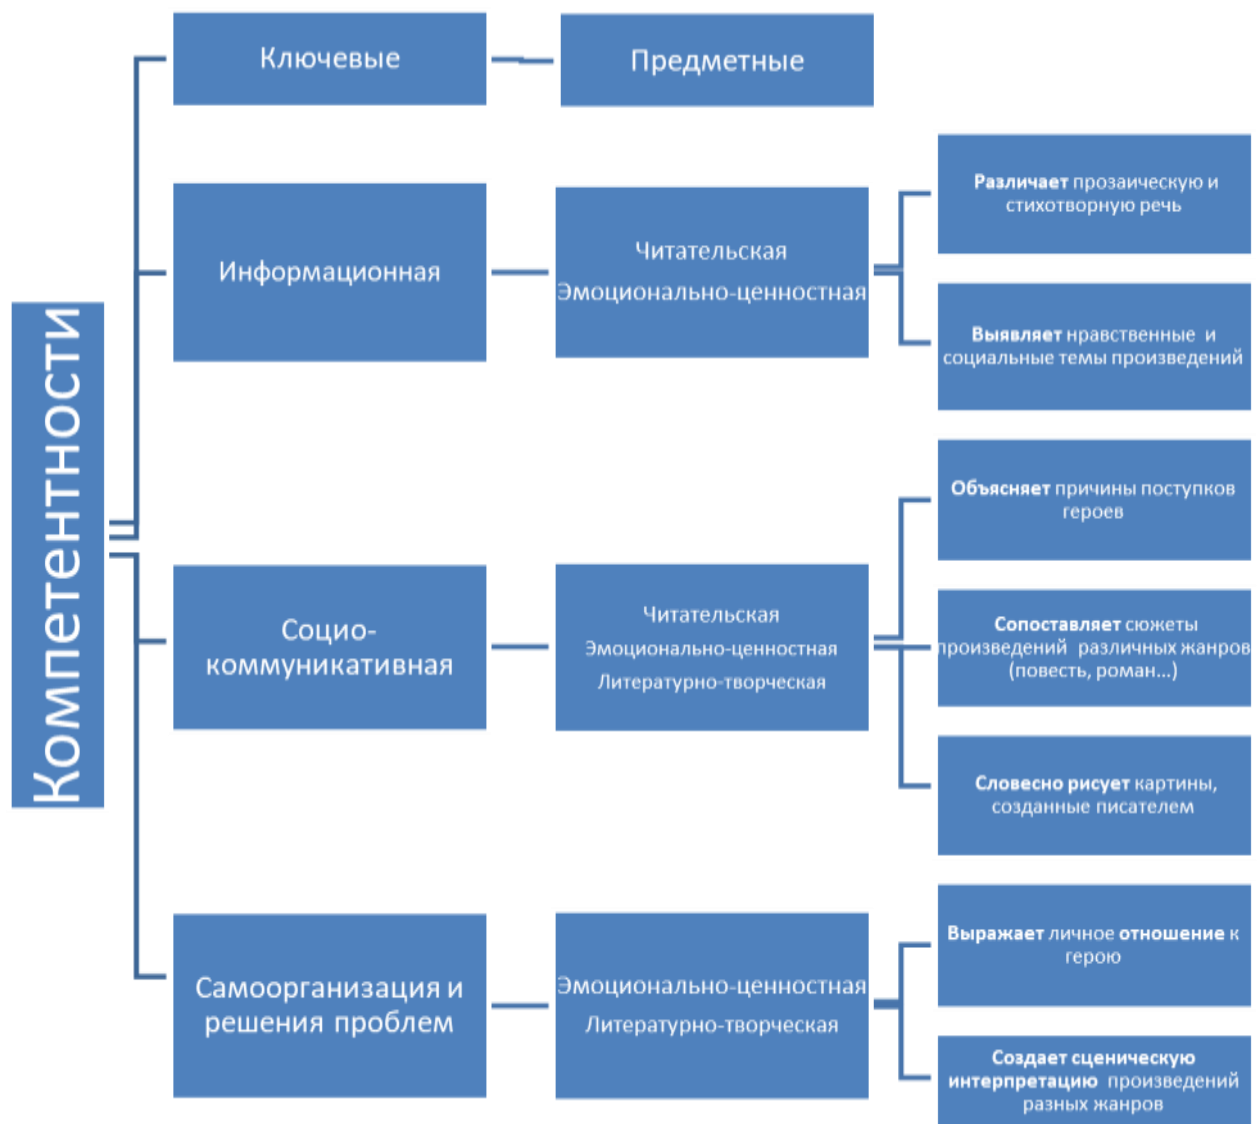 Компетентности
Ключевые
Предметные
Информационная
Читательская
Эмоционально-ценностная
Различает прозаическую и
стихотворную речь
Выявляет нравственные и
социальные темы произведений
Социо-
коммуникативная
Читательская
Эмоционально-ценностная
Литературно-творческая
Объясняет причины поступков
героев
Сопоставляет сюжеты
произведений различных жанров
(повесть, роман...)
Словесно рисует картины,
созданные писателем
Самоорганизация и
решения проблем
Эмоционально-ценностная
Литературно-творческая
Выражает личное отношение к
герою
Создает сценическую
интерпретацию произведений
разных жанров